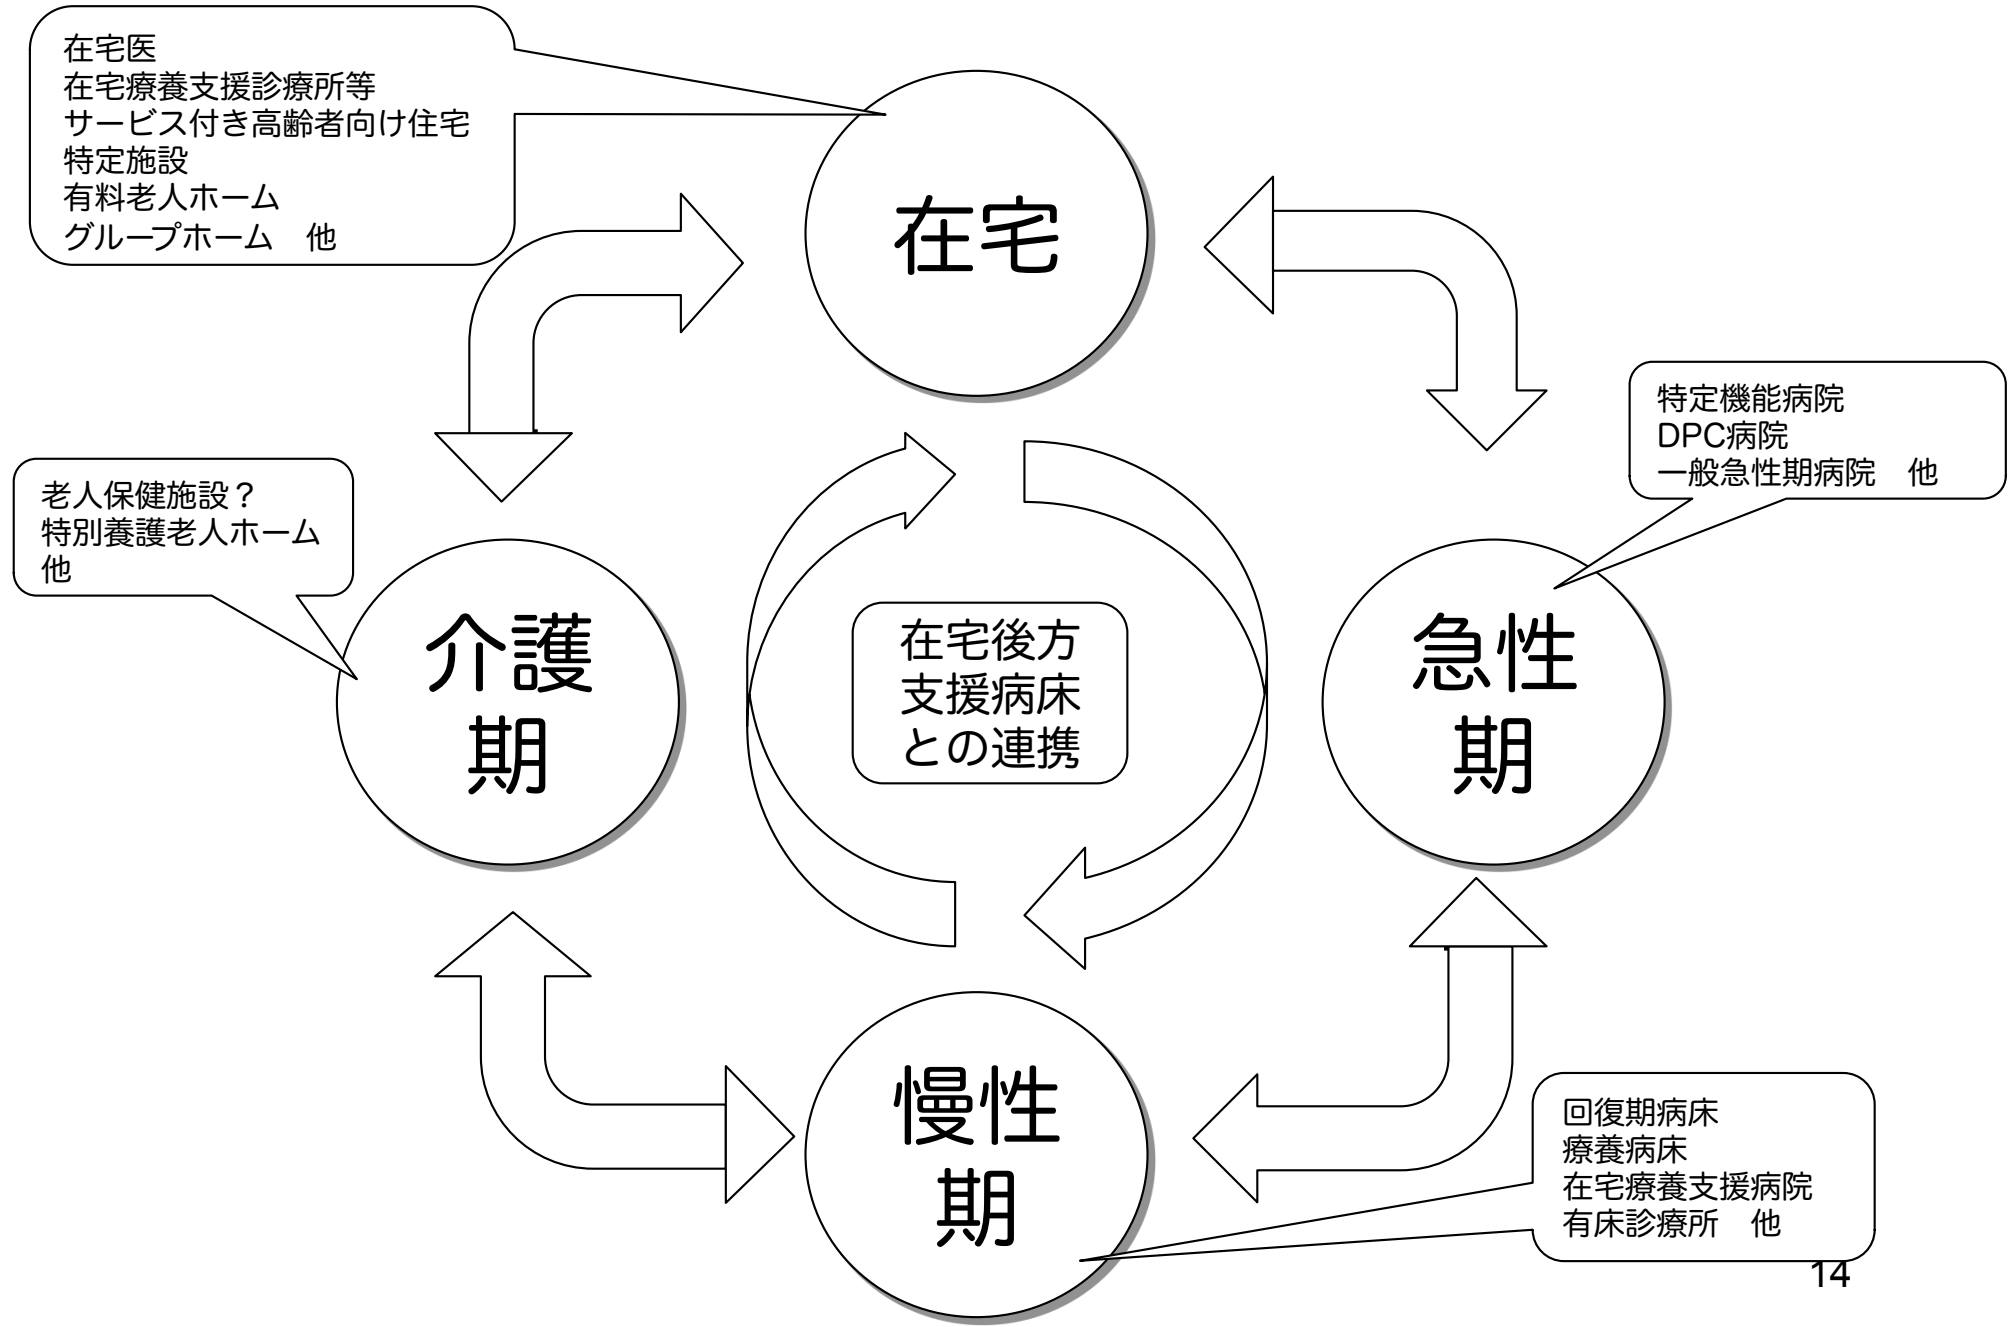 在宅医
在宅療養支援診療所等
サービス付き高齢者向け住宅
特定施設
有料老人ホーム
グループホーム　他
在宅
特定機能病院
DPC病院
一般急性期病院　他
老人保健施設？
特別養護老人ホーム
他
介護
期
在宅後方
支援病床
との連携
急性
期
慢性
期
回復期病床
療養病床
在宅療養支援病院
有床診療所　他
14